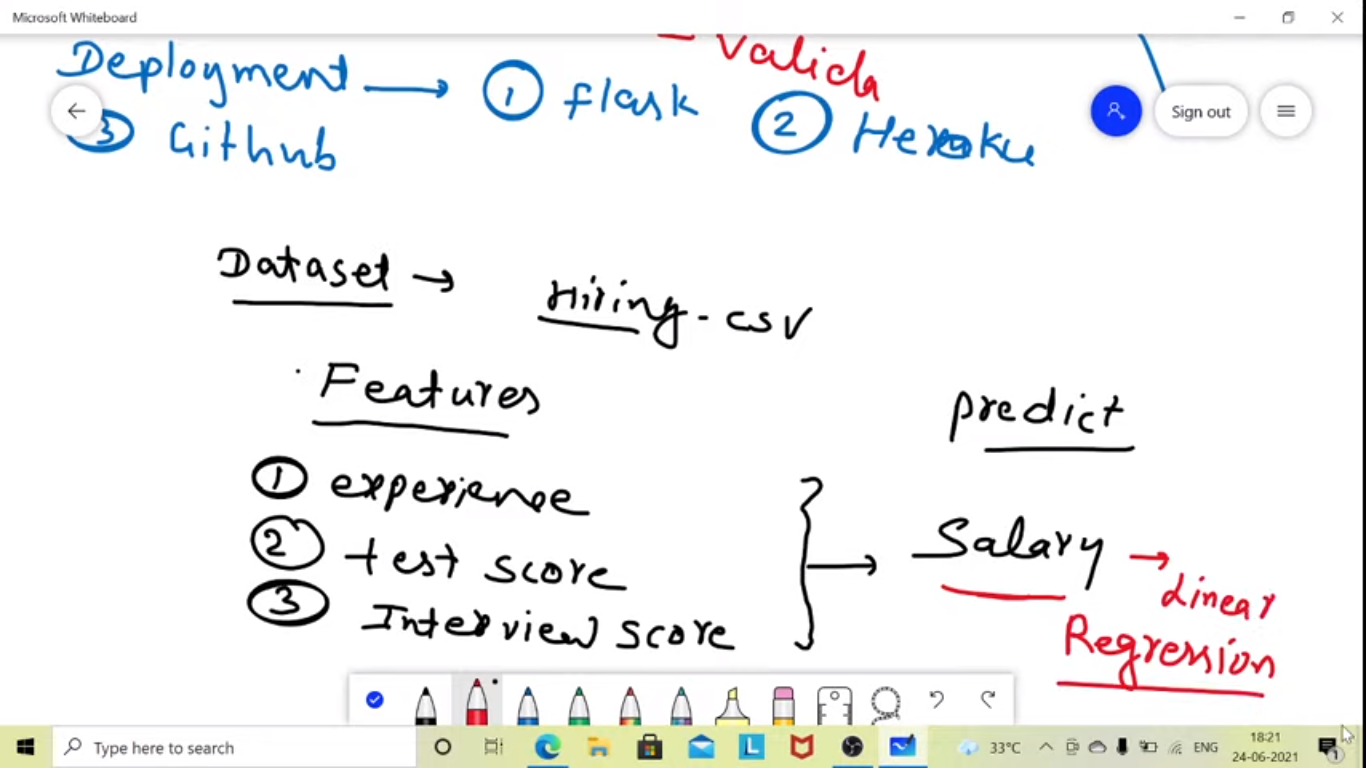 Microsoft Whiteboard
Valida
Deployment → ① flask ② Heroku
③ Github
Sign out
Dataset →
Hiring.csv
Features
predict
① experience
② test score
③ Interview score
Salary →
Linear
Regression
Type here to search
33°C
ENG
18:21
24-06-2021
1